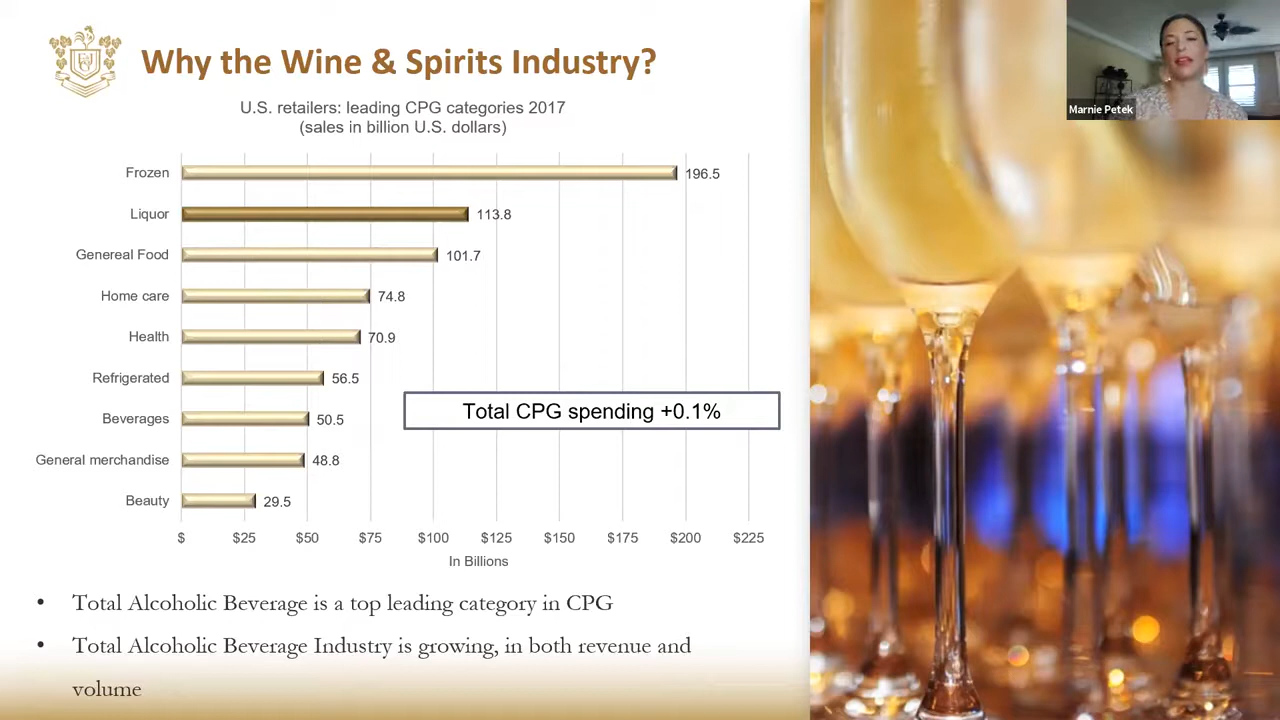 Why the Wine & Spirits Industry?
U.S. retailers: leading CPG categories 2017
(sales in billion U.S. dollars)
Frozen 196.5
Liquor 113.8
Genereal Food 101.7
Home care 74.8
Health 70.9
Refrigerated 56.5
Beverages 50.5
General merchandise 48.8
Beauty 29.5
Total CPG spending +0.1%
$ $25 $50 $75 $100 $125 $150 $175 $200 $225
In Billions
• Total Alcoholic Beverage is a top leading category in CPG
• Total Alcoholic Beverage Industry is growing, in both revenue and
volume
Marnie Petek